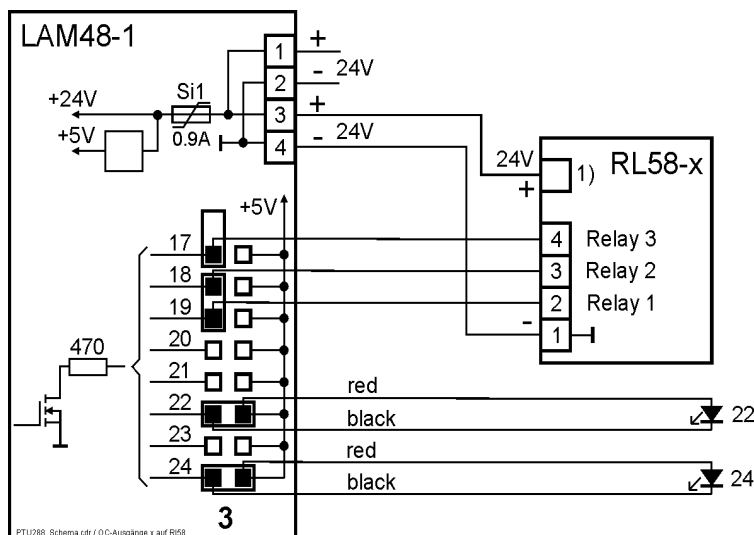 LAM48-1
1
+
- 24V
2
Si1
+24V
3
+
+5V
0.9A
4
- 24V
24V
+
1)
RL58-x
+5V
17
4
Relay 3
18
3
Relay 2
19
2
Relay 1
20
-
1
470
21
red
22
black
22
23
red
24
black
24
3
PTU288_Schema.cdr / OC-Ausgänge x auf Rl58